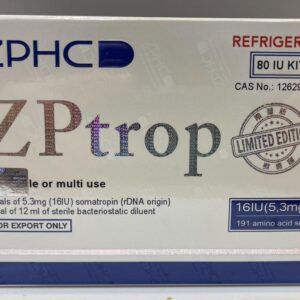 ZPHC
REFRIGER
80 IU KIT
CAS No.: 12629
ZPtrop
LIMITED EDITI
le or multi use
als of 5.3mg (16IU) somatropin (rDNA origin)
al of 12 ml of sterile bacteriostatic diluent
OR EXPORT ONLY
16IU(5,3mg
191 amino acid se